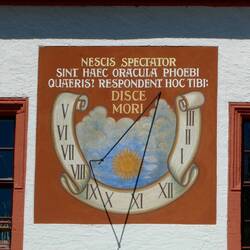 NESCIS SPECTATOR
SINT HAEC ORACULA PHOEBI
QUAERIS? RESPONDENT HOC TIBI:
DISCE
MORI
V
VI
VII
VIII
IX
X
XI
XII
I
II
III